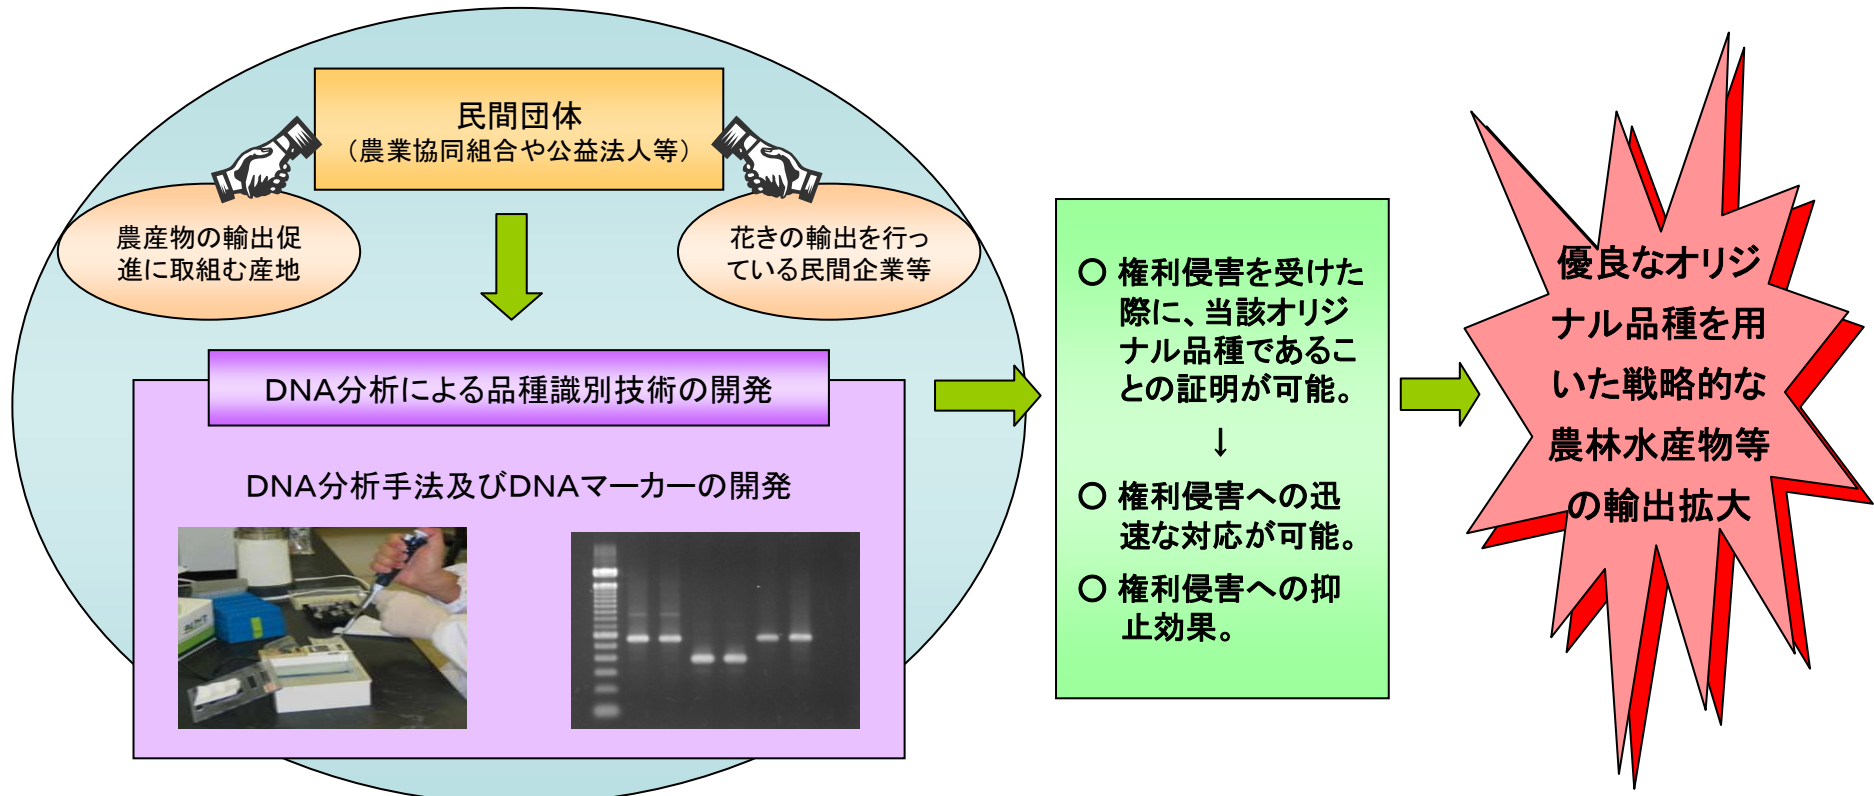 民間団体
（農業協同組合や公益法人等）
農産物の輸出促
進に取組む産地
花きの輸出を行っ
ている民間企業等
DNA分析による品種識別技術の開発
DNA分析手法及びDNAマーカーの開発
○ 権利侵害を受けた
際に、当該オリジ
ナル品種であるこ
との証明が可能。
↓
○ 権利侵害への迅
速な対応が可能。
○ 権利侵害への抑
止効果。
優良なオリジ
ナル品種を用
いた戦略的な
農林水産物等
の輸出拡大